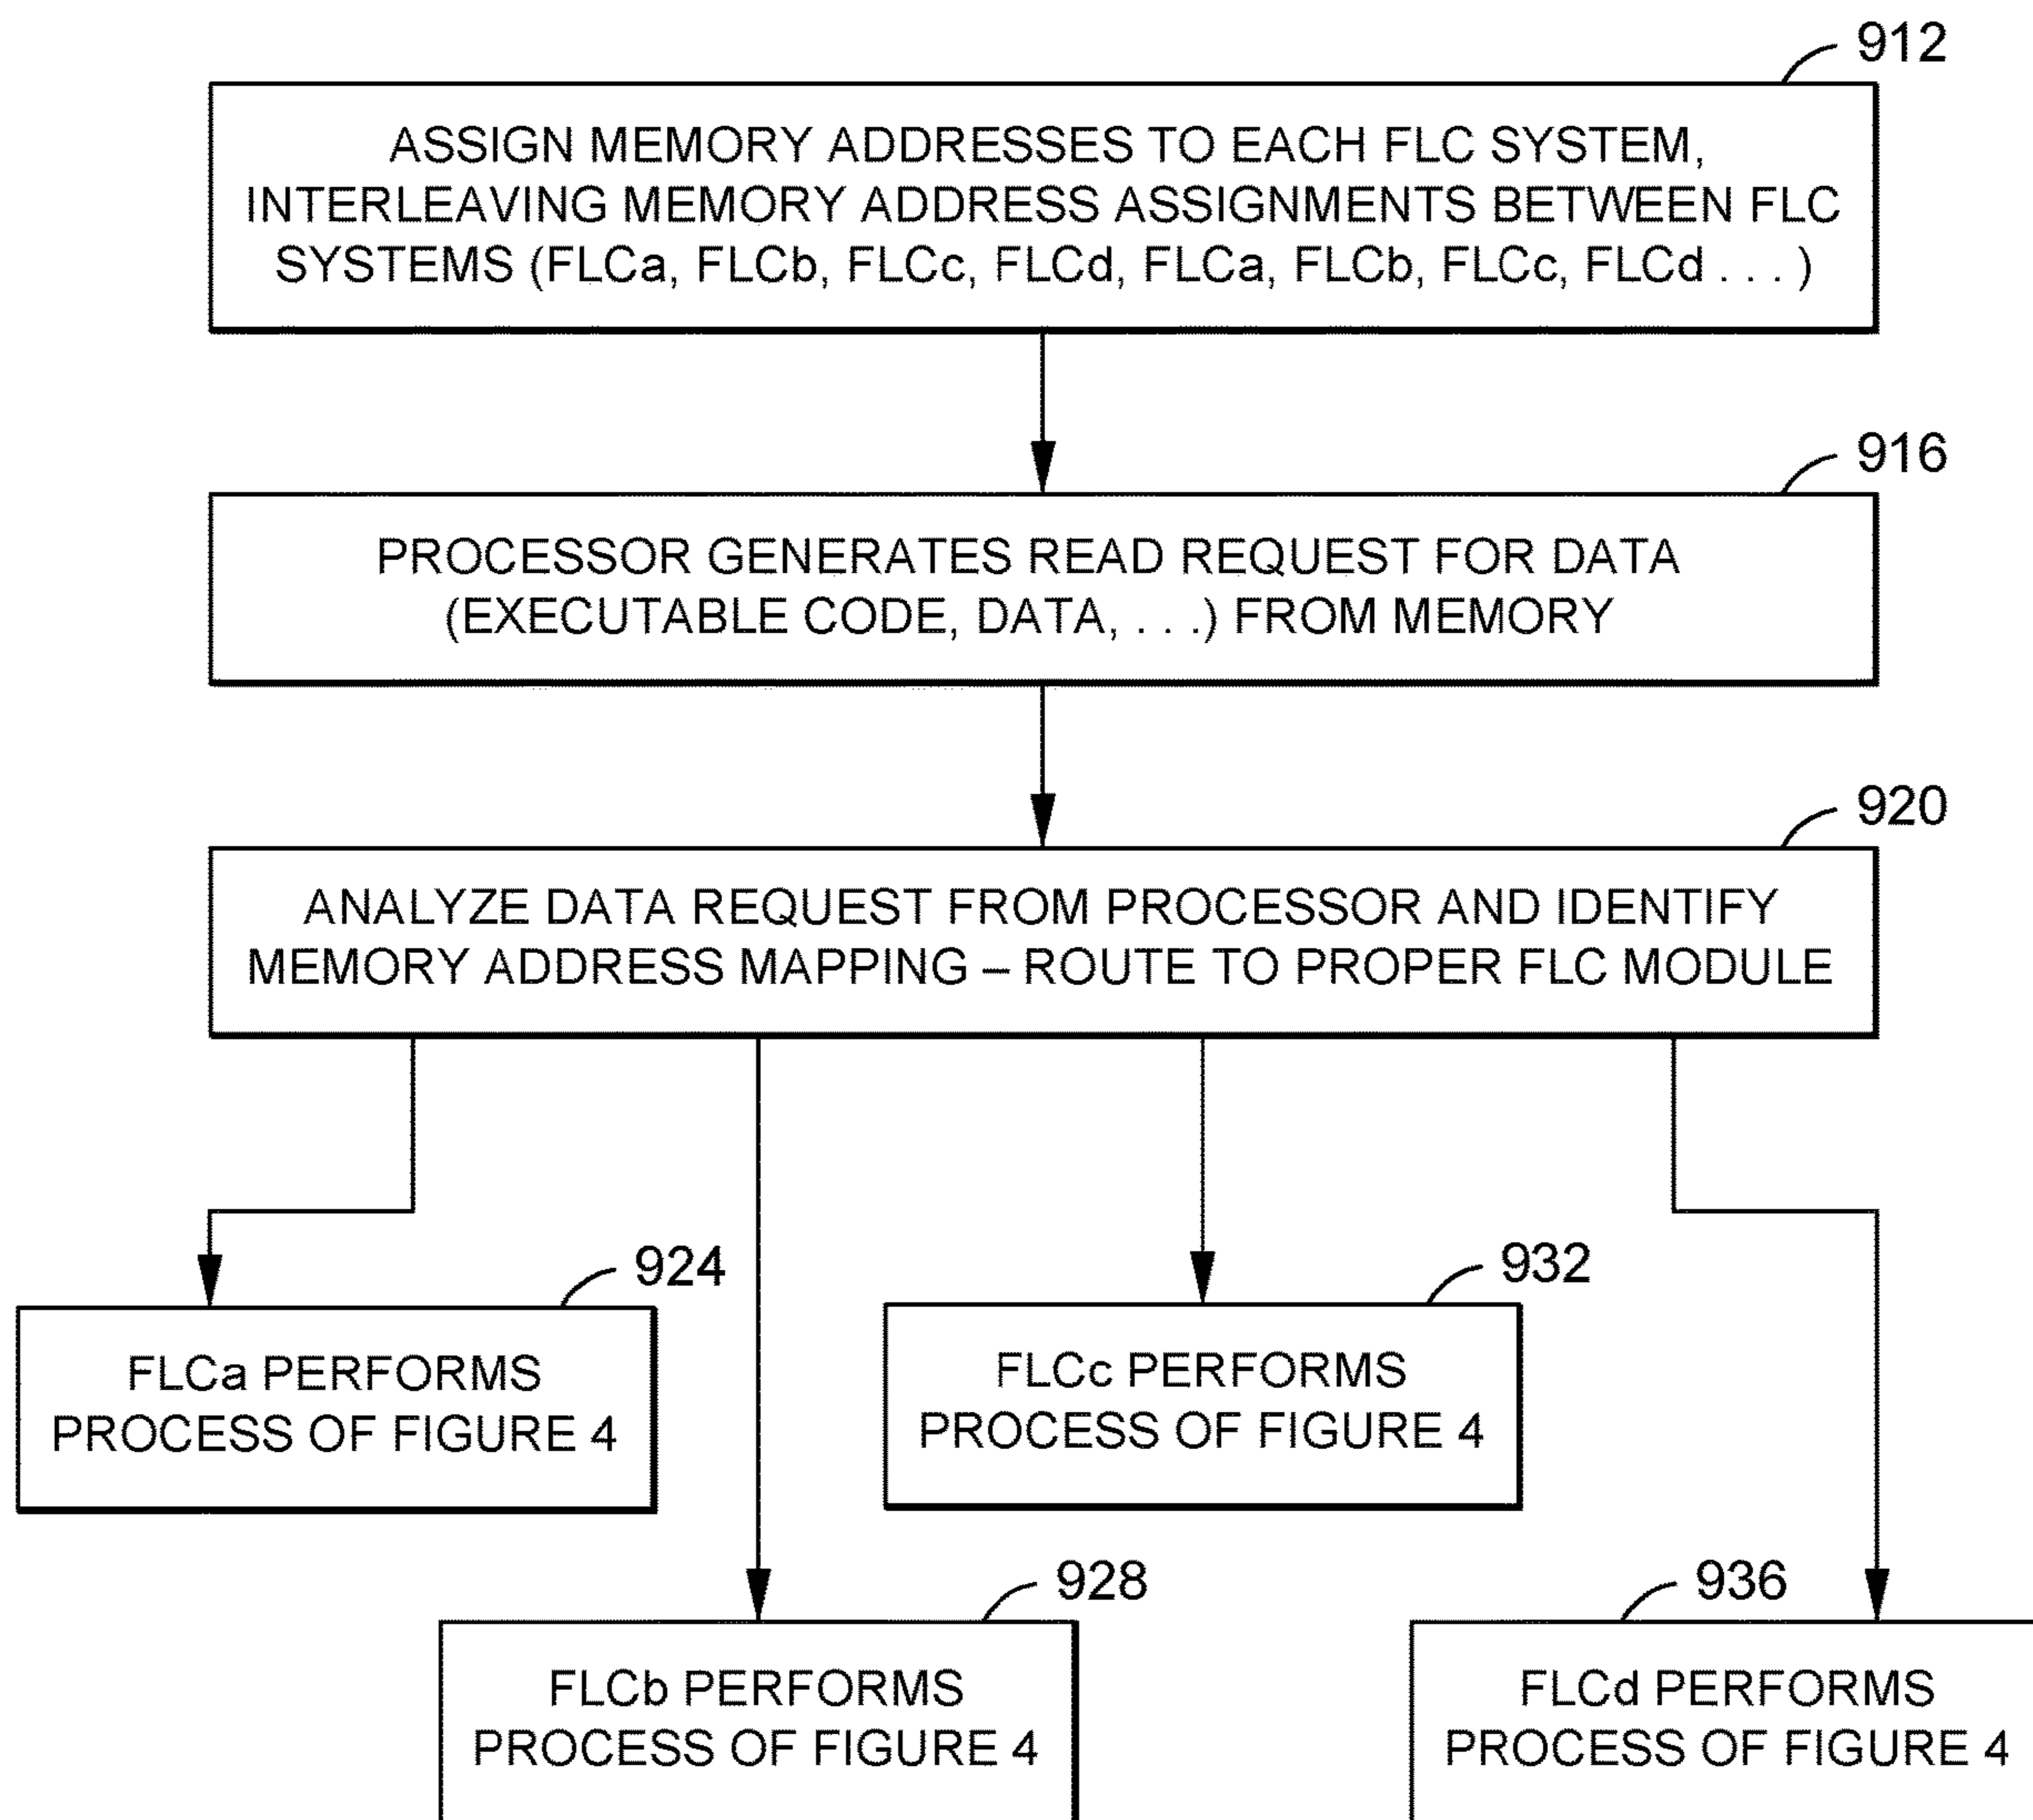 912
ASSIGN MEMORY ADDRESSES TO EACH FLC SYSTEM,
INTERLEAVING MEMORY ADDRESS ASSIGNMENTS BETWEEN FLC
SYSTEMS (FLCa, FLCb, FLCc, FLCd, FLCa, FLCb, FLCc, FLCd . . . )
916
PROCESSOR GENERATES READ REQUEST FOR DATA
(EXECUTABLE CODE, DATA, . . .) FROM MEMORY
920
ANALYZE DATA REQUEST FROM PROCESSOR AND IDENTIFY
MEMORY ADDRESS MAPPING – ROUTE TO PROPER FLC MODULE
924
FLCa PERFORMS
PROCESS OF FIGURE 4
932
FLCc PERFORMS
PROCESS OF FIGURE 4
928
FLCb PERFORMS
PROCESS OF FIGURE 4
936
FLCd PERFORMS
PROCESS OF FIGURE 4